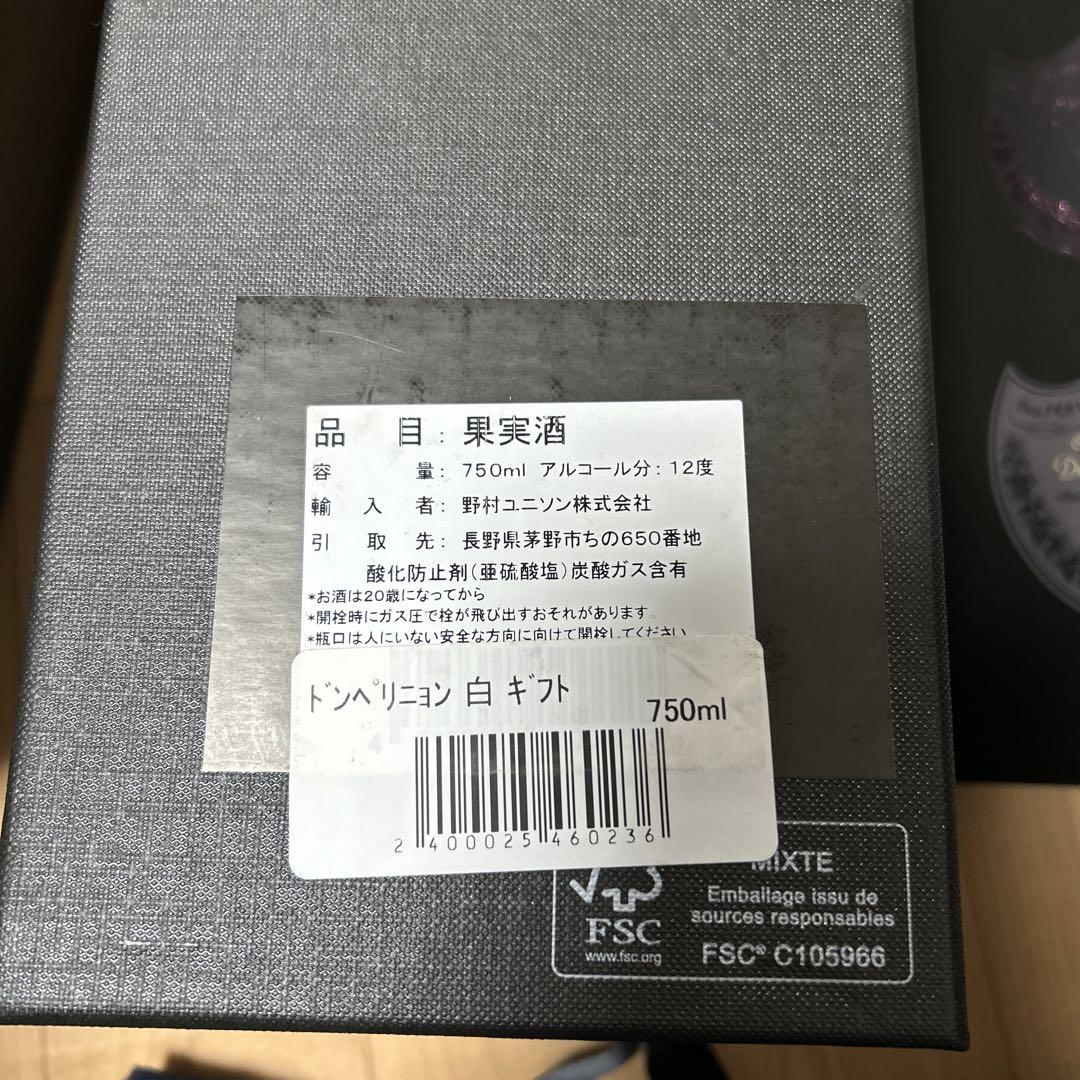 品　目：果実酒
容　量：750ml アルコール分：12度
輸　入　者：野村ユニソン株式会社
引　取　先：長野県茅野市ちの650番地
酸化防止剤(亜硫酸塩)炭酸ガス含有
*お酒は20歳になってから
*開栓時にガス圧で栓が飛び出すおそれがあります。
*瓶口は人にいない安全な方向に向けて開栓してください
ﾄﾞﾝﾍﾟﾘﾆｮﾝ 白 ｷﾞﾌﾄ
750ml
2 400025 460236
MIXTE
Emballage issu de
sources responsables
FSC
www.fsc.org
FSC® C105966